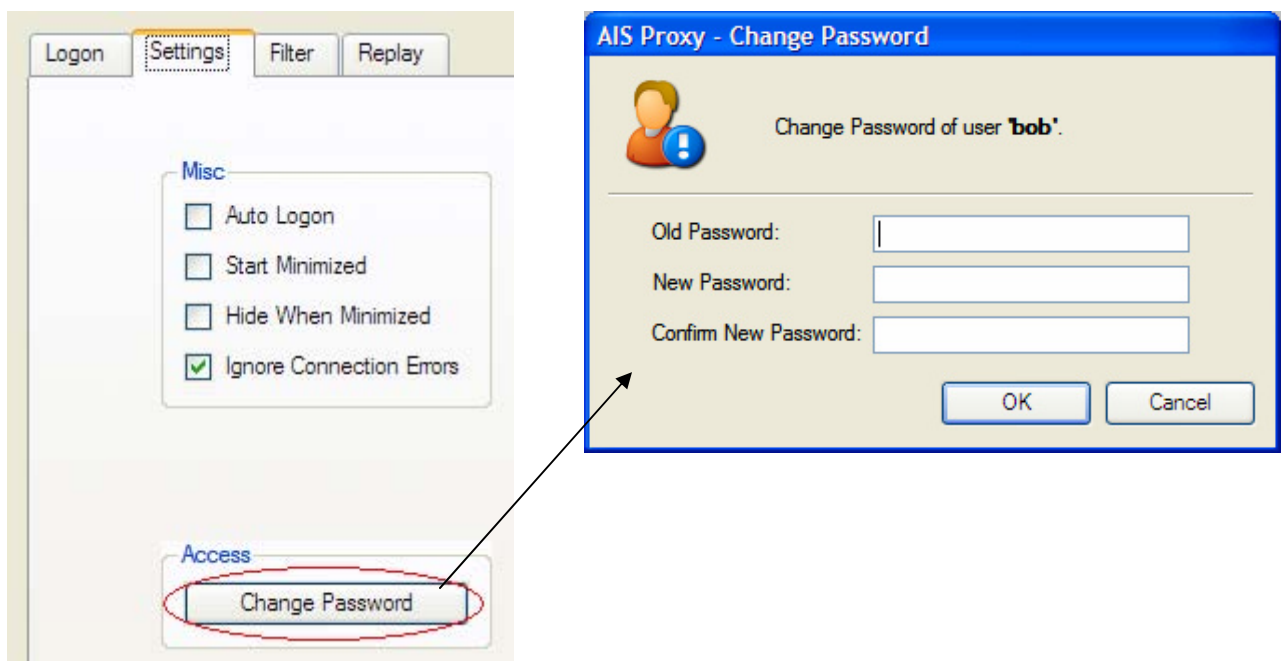 Logon
Settings
Filter
Replay
Misc
Auto Logon
Start Minimized
Hide When Minimized
Ignore Connection Errors
Access
Change Password
AIS Proxy - Change Password
Change Password of user 'bob'.
Old Password:
New Password:
Confirm New Password:
OK
Cancel